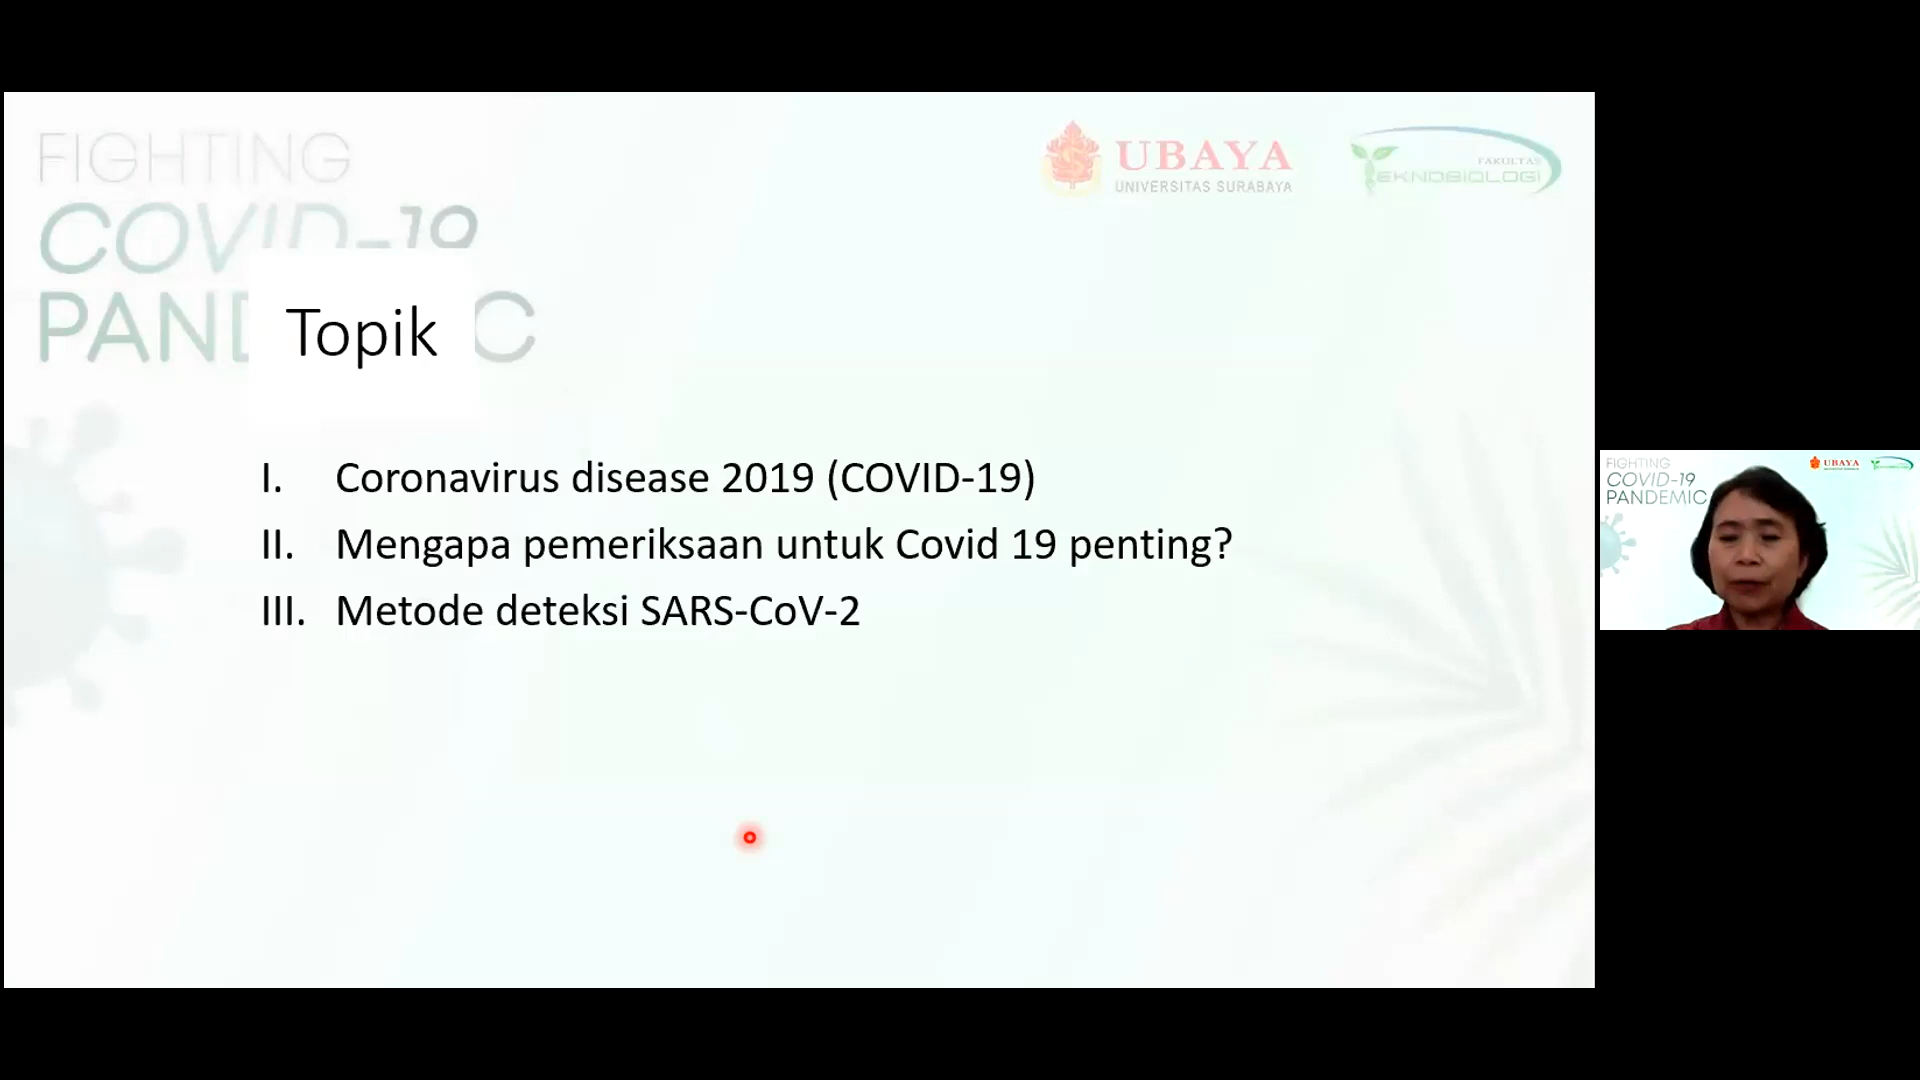 FIGHTING
COVID-19
PAND C
UBAYA
UNIVERSITAS SURABAYA
FAKULTAS
TEKNOBIOLOGI
Topik
I. Coronavirus disease 2019 (COVID-19)
II. Mengapa pemeriksaan untuk Covid 19 penting?
III. Metode deteksi SARS-CoV-2
FIGHTING
COVID-19
PANDEMIC
UBAYA